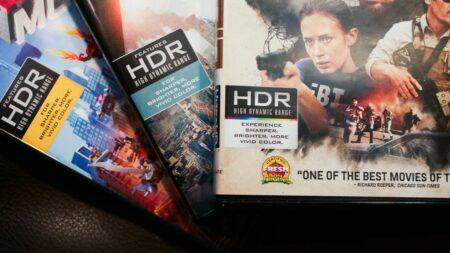 ME
FEATURES
HDR
HIGH DYNAMIC RANGE
FOR
SHARPER,
BRIGHTER, MORE
VIVID COLOR.
FEATURES
HDR
HIGH DYNAMIC RANGE
FOR
SHARPER,
BRIGHTER, MORE
VIVID COLOR.
HDR
HIGH DYNAMIC RANGE
EXPERIENCE
SHARPER,
BRIGHTER, MORE
VIVID COLOR.
FBI
FRESH
"ONE OF THE BEST MOVIES OF T
- RICHARD ROEPER, CHICAGO SUN-TIMES